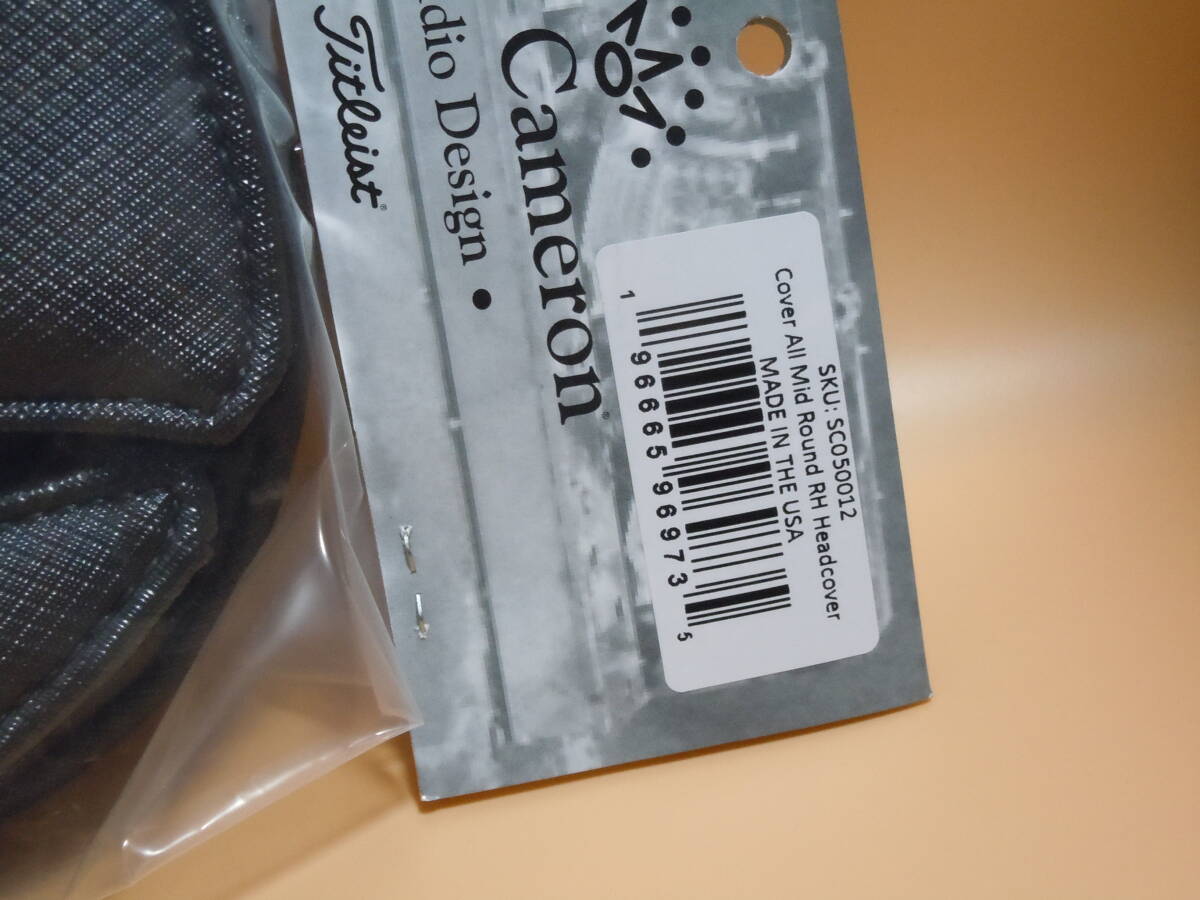 SKU: SC050012
Cover All Mid Round RH Headcover
MADE IN THE USA
1 96665 96973 5
Cameron®
Design •
Titleist®